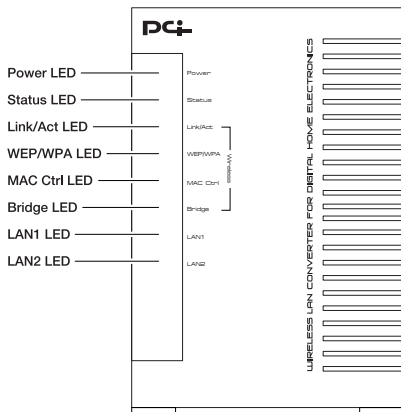 PCi
Power LED
Status LED
Link/Act LED
WEP/WPA LED
MAC Ctrl LED
Bridge LED
LAN1 LED
LAN2 LED
Power
Status
Link/Act
WEP/WPA
MAC Ctrl
Bridge
LAN1
LAN2
Wireless
WIRELESS LAN CONVERTER FOR DIGITAL HOME ELECTRONICS